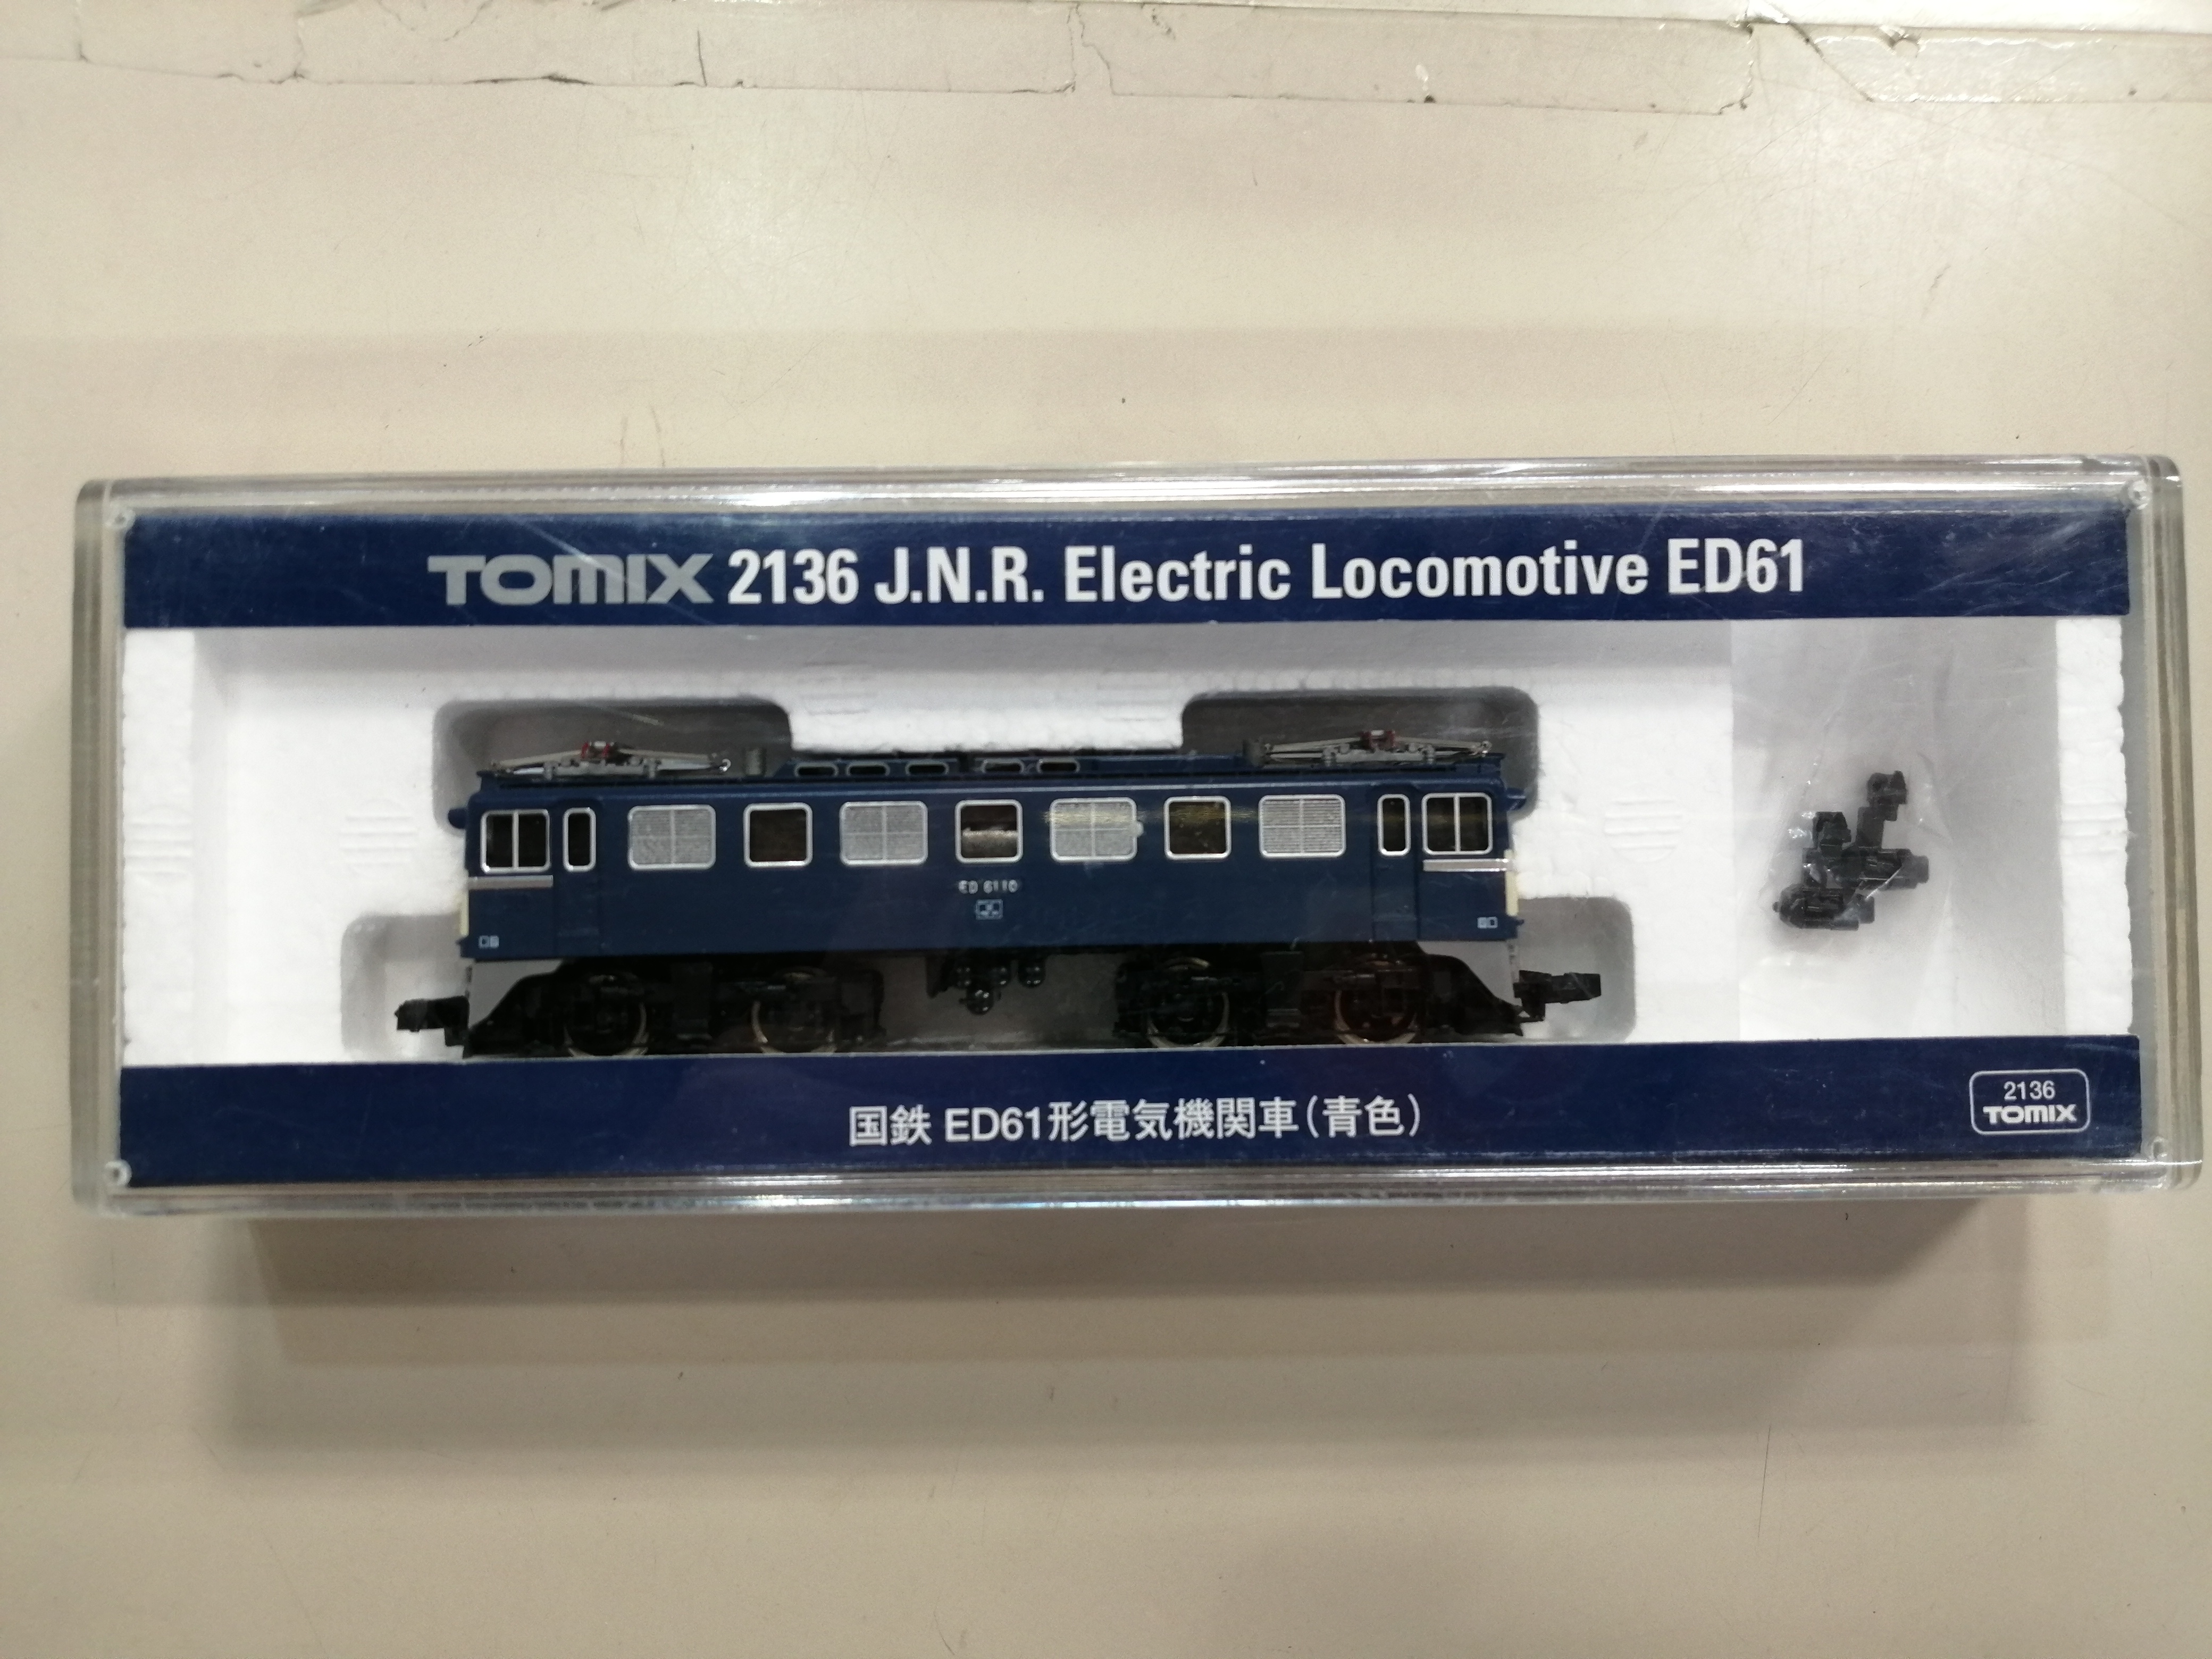 TOMIX 2136 J.N.R. Electric Locomotive ED61
ED 6110
国鉄 ED61形電気機関車(青色)
2136
TOMIX